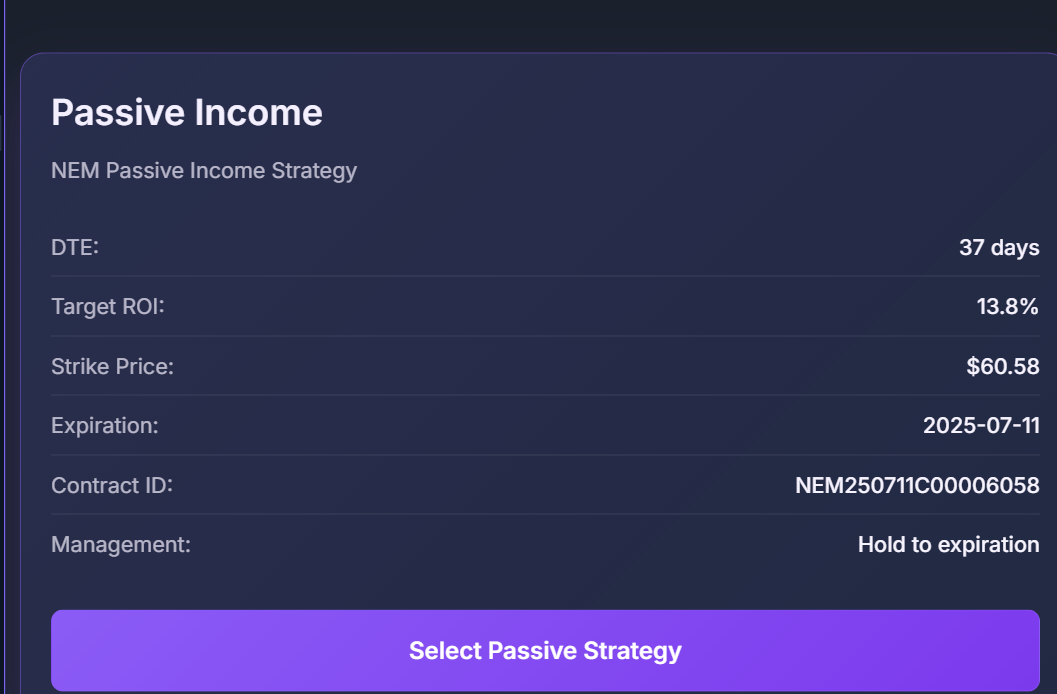 Passive Income
NEM Passive Income Strategy
DTE: 37 days
Target ROI: 13.8%
Strike Price: $60.58
Expiration: 2025-07-11
Contract ID: NEM250711C00006058
Management: Hold to expiration
Select Passive Strategy